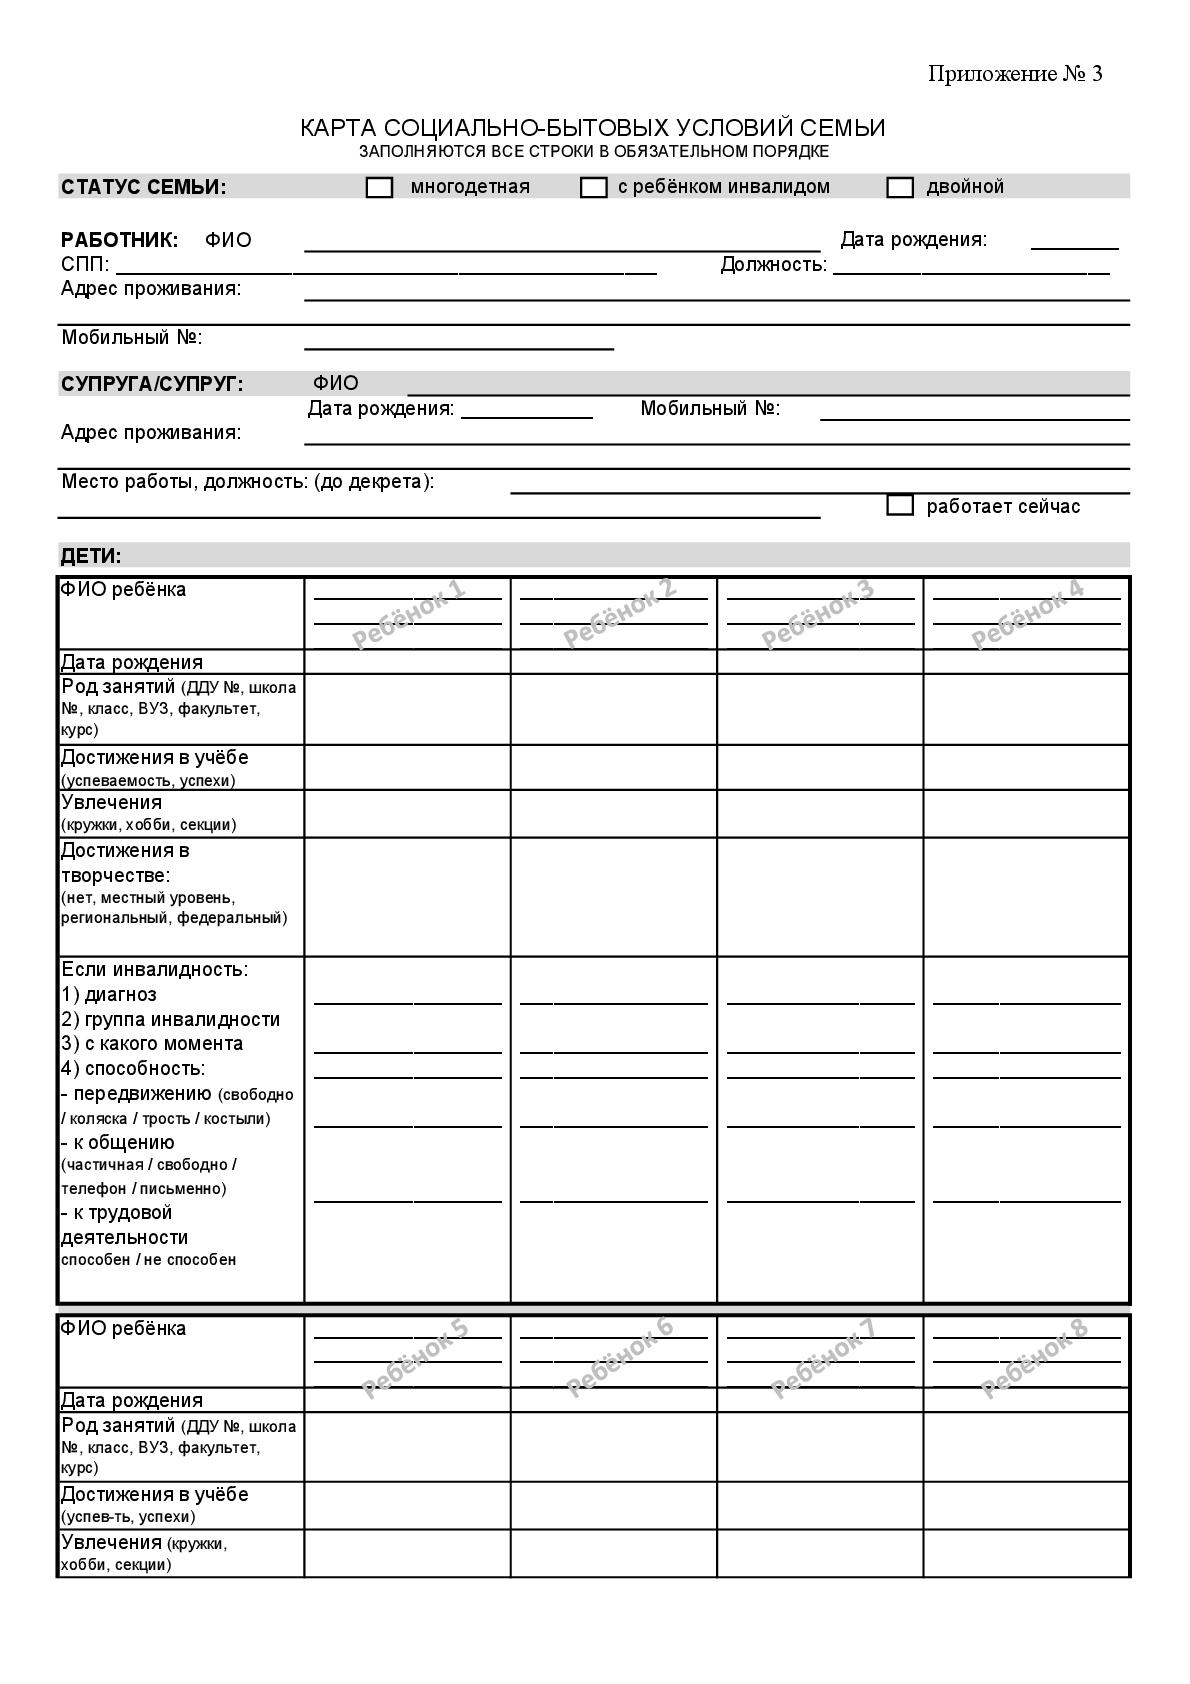 Приложение № 3
КАРТА СОЦИАЛЬНО-БЫТОВЫХ УСЛОВИЙ СЕМЬИ
ЗАПОЛНЯЮТСЯ ВСЕ СТРОКИ В ОБЯЗАТЕЛЬНОМ ПОРЯДКЕ
СТАТУС СЕМЬИ: многодетная с ребёнком инвалидом двойной
РАБОТНИК: ФИО Дата рождения:
СПП: Должность:
Адрес проживания:
Мобильный №:
СУПРУГА/СУПРУГ: ФИО
Дата рождения: Мобильный №:
Адрес проживания:
Место работы, должность: (до декрета):
работает сейчас
ДЕТИ:
ФИО ребёнка Ребёнок 1 Ребёнок 2 Ребёнок 3 Ребёнок 4
Дата рождения
Род занятий (ДДУ №, школа
№, класс, ВУЗ, факультет,
курс)
Достижения в учёбе
(успеваемость, успехи)
Увлечения
(кружки, хобби, секции)
Достижения в
творчестве:
(нет, местный уровень,
региональный, федеральный)
Если инвалидность:
1) диагноз
2) группа инвалидности
3) с какого момента
4) способность:
- передвижению (свободно
/ коляска / трость / костыли)
- к общению
(частичная / свободно /
телефон / письменно)
- к трудовой
деятельности
способен / не способен
ФИО ребёнка Ребёнок 5 Ребёнок 6 Ребёнок 7 Ребёнок 8
Дата рождения
Род занятий (ДДУ №, школа
№, класс, ВУЗ, факультет,
курс)
Достижения в учёбе
(успев-ть, успехи)
Увлечения (кружки,
хобби, секции)